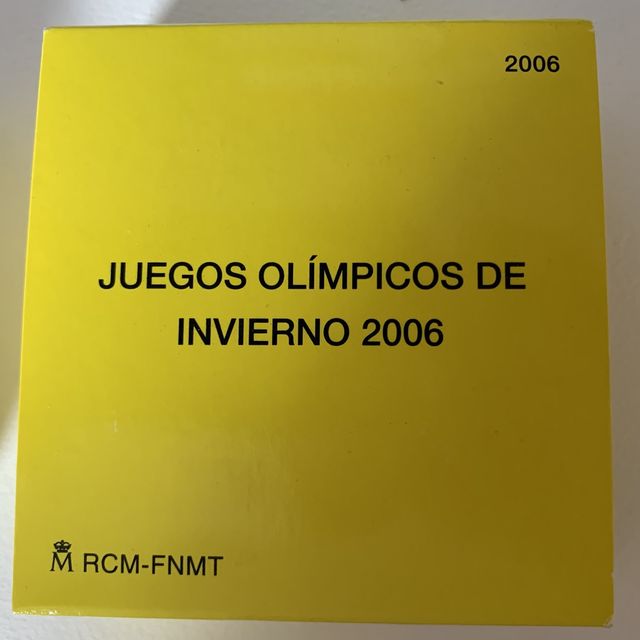 2006
JUEGOS OLÍMPICOS DE
INVIERNO 2006
M RCM-FNMT